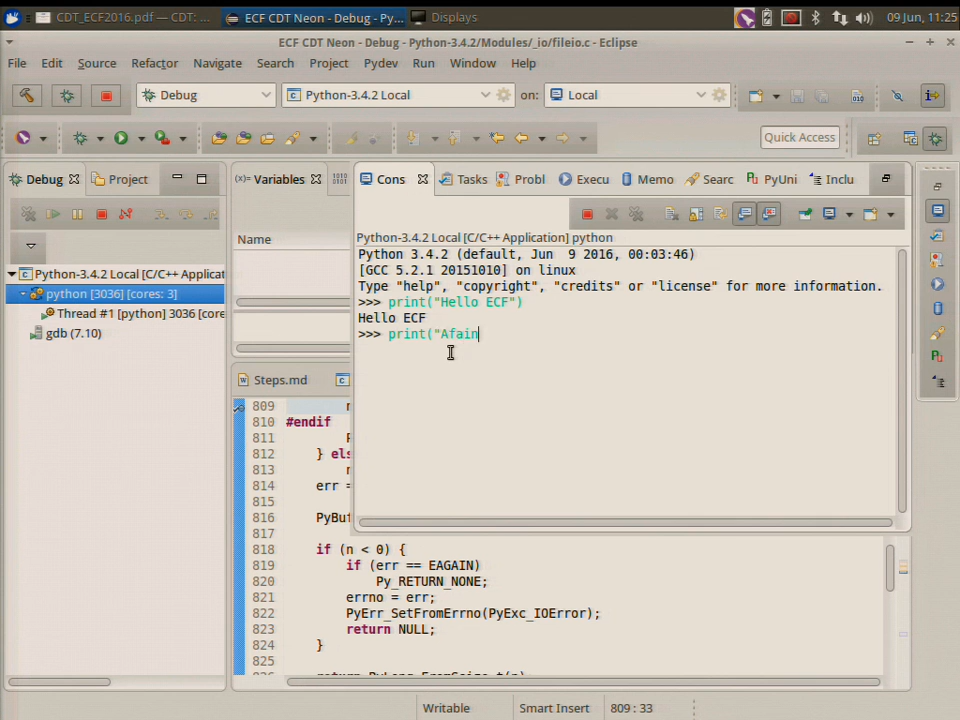 CDT_ECF2016.pdf — CDT: ...
ECF CDT Neon - Debug - Py...
Displays
09 Jun, 11:25
ECF CDT Neon - Debug - Python-3.4.2/Modules/_io/fileio.c - Eclipse
File Edit Source Refactor Navigate Search Project Pydev Run Window Help
Debug
Python-3.4.2 Local
on:
Local
010
Quick Access
Debug
Project
(x)= Variables
Cons
Tasks
Probl
Execu
Memo
Searc
PyUni
Inclu
Name
Python-3.4.2 Local [C/C++ Application] python
Python 3.4.2 (default, Jun  9 2016, 00:03:46)
[GCC 5.2.1 20151010] on linux
Type "help", "copyright", "credits" or "license" for more information.
>>> print("Hello ECF")
Hello ECF
>>> print("Afain
Python-3.4.2 Local [C/C++ Applicat
python [3036] [cores: 3]
Thread #1 [python] 3036 [core
gdb (7.10)
Steps.md
809 n
810 #endif
811 P
812 } els
813 n
814 err =
815
816 PyBuf
817
818 if (n < 0) {
819 if (err == EAGAIN)
820 Py_RETURN_NONE;
821 errno = err;
822 PyErr_SetFromErrno(PyExc_IOError);
823 return NULL;
824 }
825
Writable
Smart Insert
809 : 33